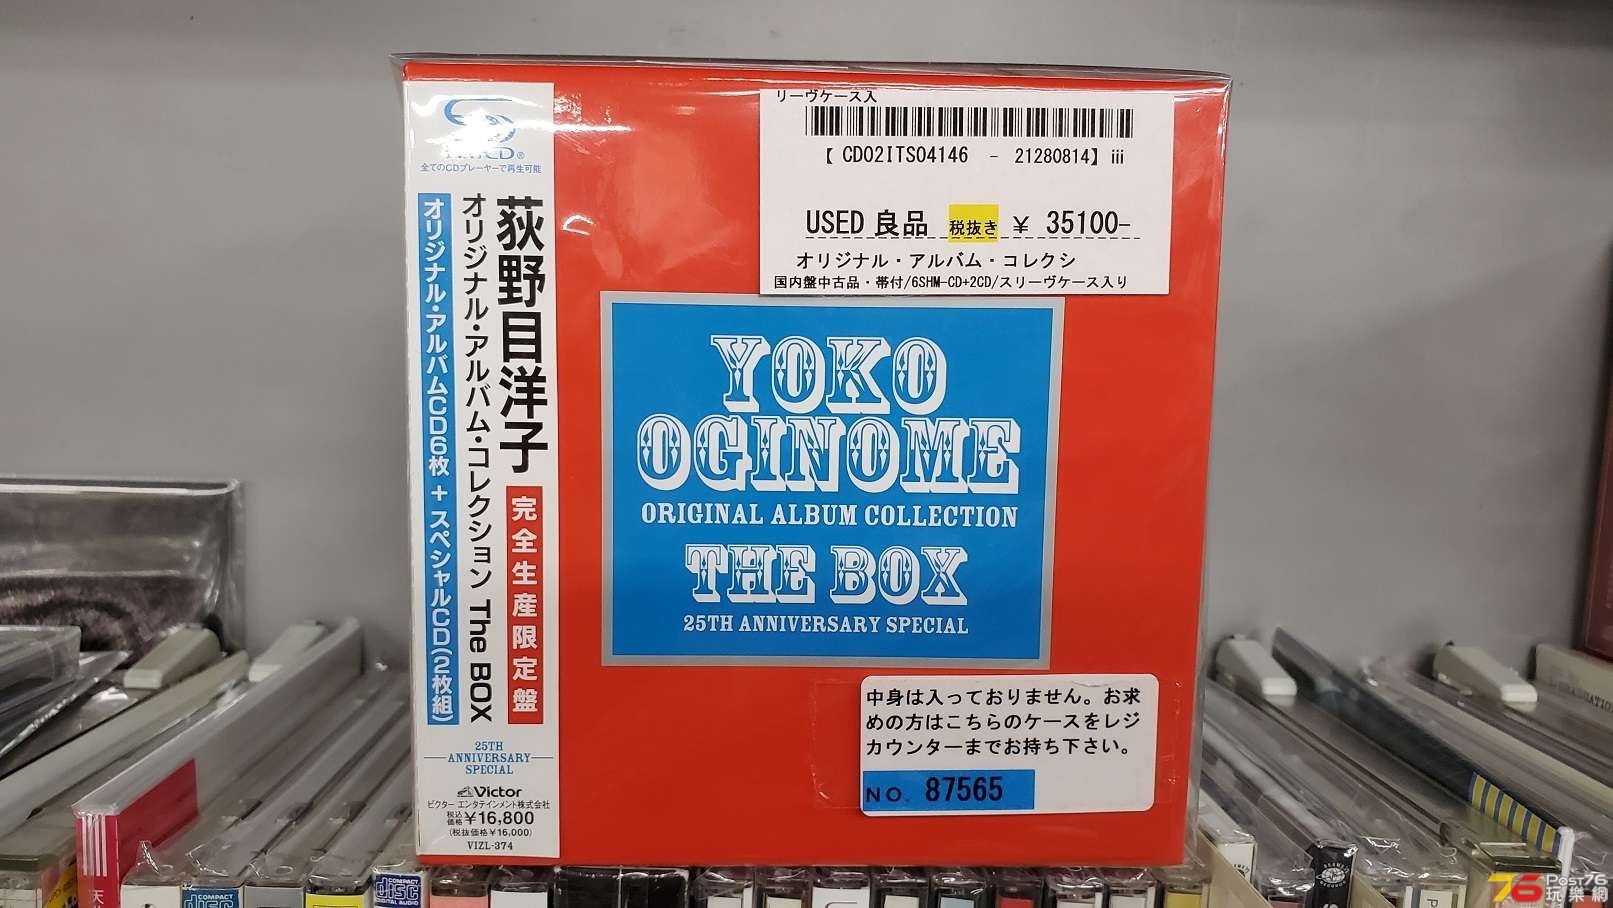 全てのCDプレーヤーで再生可能
荻野目洋子
オリジナル・アルバム・コレクション The BOX
完全生産限定盤
オリジナル・アルバムCD6枚 + スペシャルCD(2枚組)
25TH
ANNIVERSARY
SPECIAL
Victor
ビクター エンタテインメント株式会社
税込価格 ¥16,800
(税抜価格¥16,000)
VIZL-374
リーヴケース入
【 CD02ITS04146 - 21280814】 iii
USED 良品 税抜き ¥ 35100-
オリジナル・アルバム・コレクシ
国内盤中古品・帯付/6SHM-CD+2CD/スリーヴケース入り
YOKO
OGINOME
ORIGINAL ALBUM COLLECTION
THE BOX
25TH ANNIVERSARY SPECIAL
中身は入っておりません。お求
めの方はこちらのケースをレジ
カウンターまでお持ち下さい。
NO. 87565
COMPACT
disc
DIGITAL AUDIO
76 Post76
玩樂網